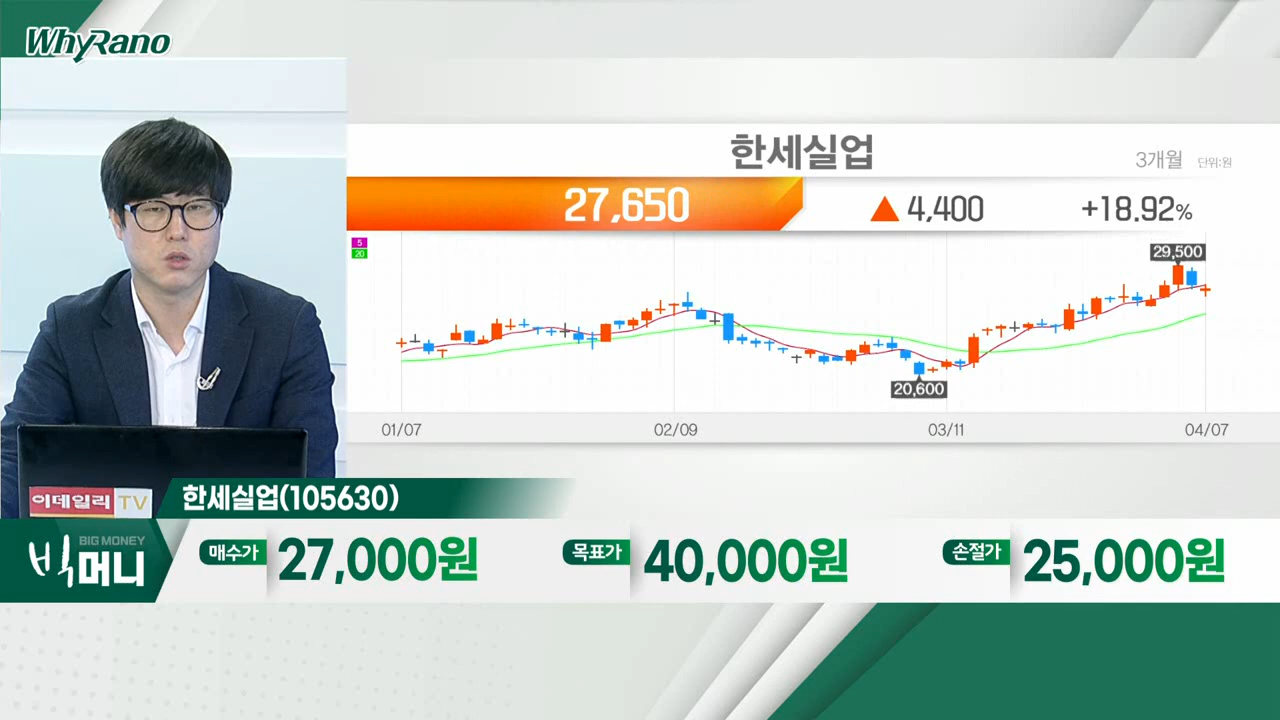 WhyRano
한세실업
3개월 단위:원
27,650 ▲ 4,400 +18.92%
5
20
29,500
20,600
01/07 02/09 03/11 04/07
이데일리 TV
한세실업(105630)
BIG MONEY
빅머니
매수가 27,000원 목표가 40,000원 손절가 25,000원